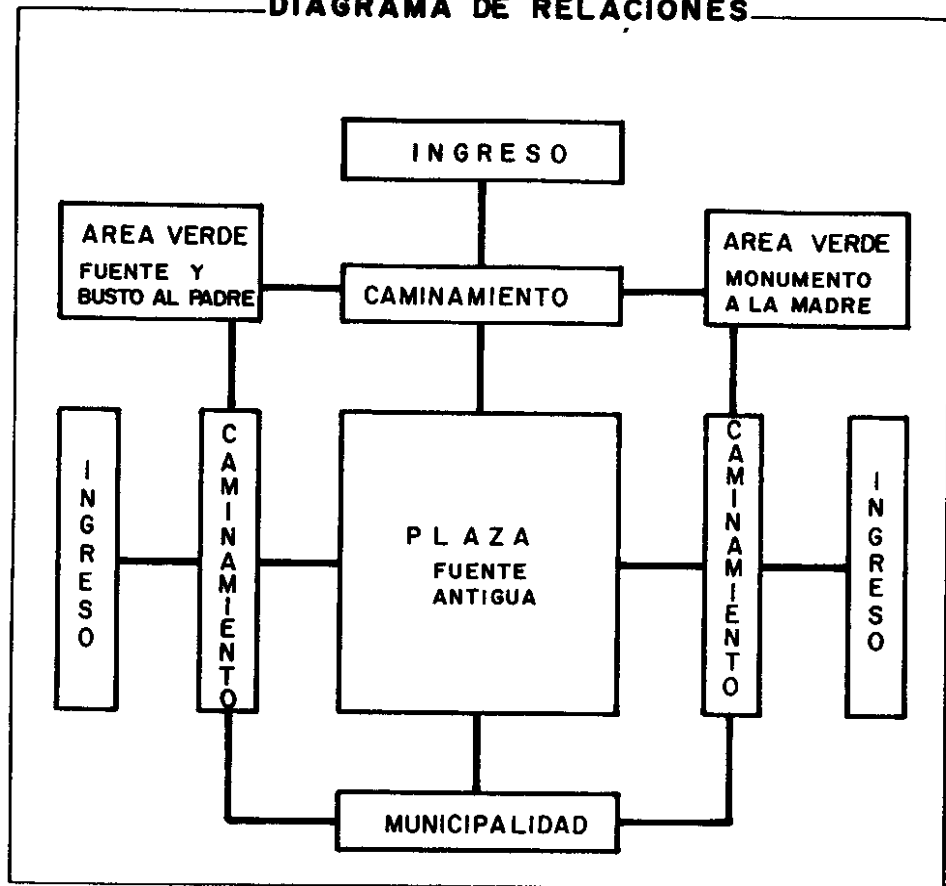 DIAGRAMA DE RELACIONES
INGRESO
AREA VERDE
FUENTE Y
BUSTO AL PADRE
CAMINAMIENTO
AREA VERDE
MONUMENTO
A LA MADRE
INGRESO
CAMINAMIENTO
PLAZA
FUENTE
ANTIGUA
CAMINAMIENTO
INGRESO
MUNICIPALIDAD